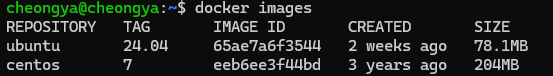 cheongya@cheongya:~$ docker images
REPOSITORY   TAG       IMAGE ID       CREATED       SIZE
ubuntu       24.04     65ae7a6f3544   2 weeks ago   78.1MB
centos       7         eeb6ee3f44bd   3 years ago   204MB